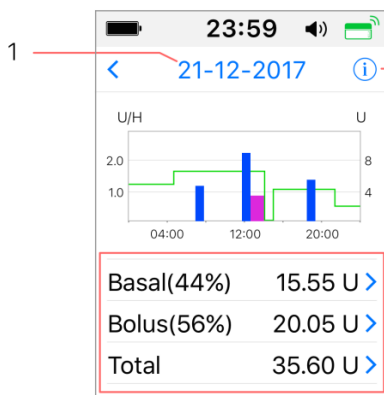 23:59
1
21-12-2017
U/H U
2.0 8
1.0 4
04:00 12:00 20:00
Basal(44%) 15.55 U
Bolus(56%) 20.05 U
Total 35.60 U